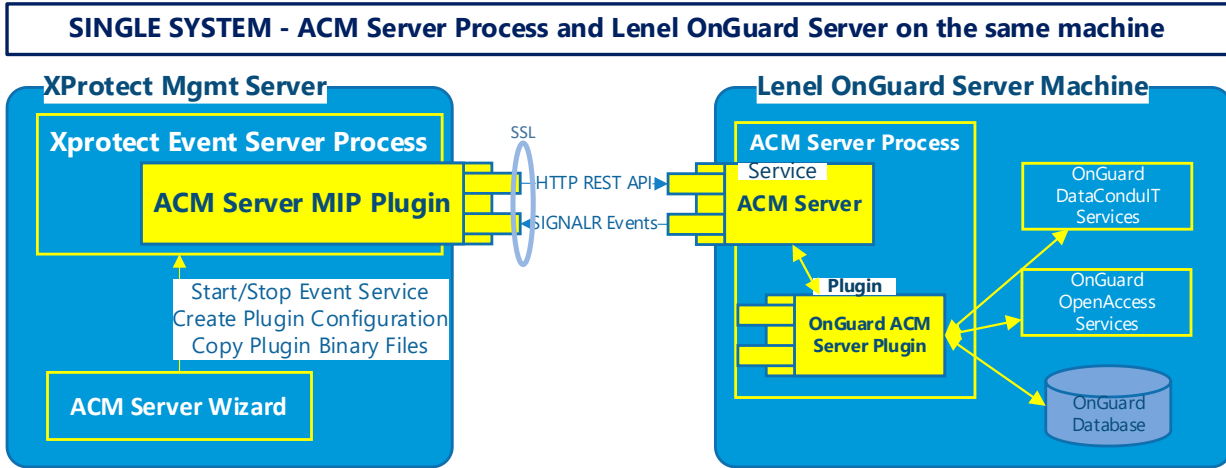 SINGLE SYSTEM - ACM Server Process and Lenel OnGuard Server on the same machine
XProtect Mgmt Server
Xprotect Event Server Process
ACM Server MIP Plugin
Start/Stop Event Service
Create Plugin Configuration
Copy Plugin Binary Files
ACM Server Wizard
SSL
HTTP REST API
SIGNALR Events
Lenel OnGuard Server Machine
ACM Server Process
Service
ACM Server
Plugin
OnGuard ACM
Server Plugin
OnGuard
DataConduIT
Services
OnGuard
OpenAccess
Services
OnGuard
Database